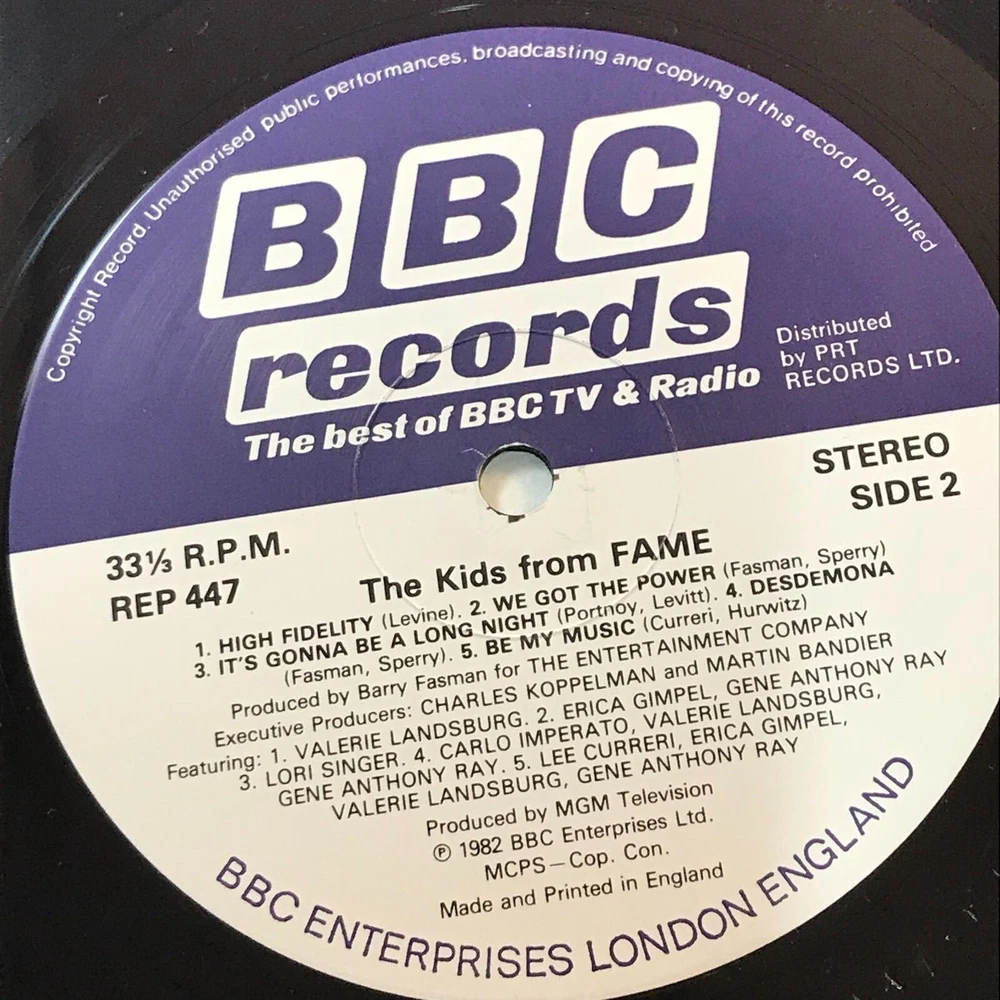 Copyright Record. Unauthorised public performances, broadcasting and copying of this record prohibited
BBC
records
The best of BBC TV & Radio
Distributed
by PRT
RECORDS LTD.
STEREO
SIDE 2
33⅓ R.P.M.
REP 447
The Kids from FAME
1. HIGH FIDELITY (Levine). 2. WE GOT THE POWER (Fasman, Sperry)
3. IT'S GONNA BE A LONG NIGHT (Portnoy, Levitt). 4. DESDEMONA
(Fasman, Sperry). 5. BE MY MUSIC (Curreri, Hurwitz)
Produced by Barry Fasman for THE ENTERTAINMENT COMPANY
Executive Producers: CHARLES KOPPELMAN and MARTIN BANDIER
Featuring: 1. VALERIE LANDSBURG. 2. ERICA GIMPEL, GENE ANTHONY RAY
3. LORI SINGER. 4. CARLO IMPERATO, VALERIE LANDSBURG,
GENE ANTHONY RAY. 5. LEE CURRERI, ERICA GIMPEL,
VALERIE LANDSBURG, GENE ANTHONY RAY
Produced by MGM Television
℗ 1982 BBC Enterprises Ltd.
MCPS—Cop. Con.
Made and Printed in England
BBC ENTERPRISES LONDON ENGLAND